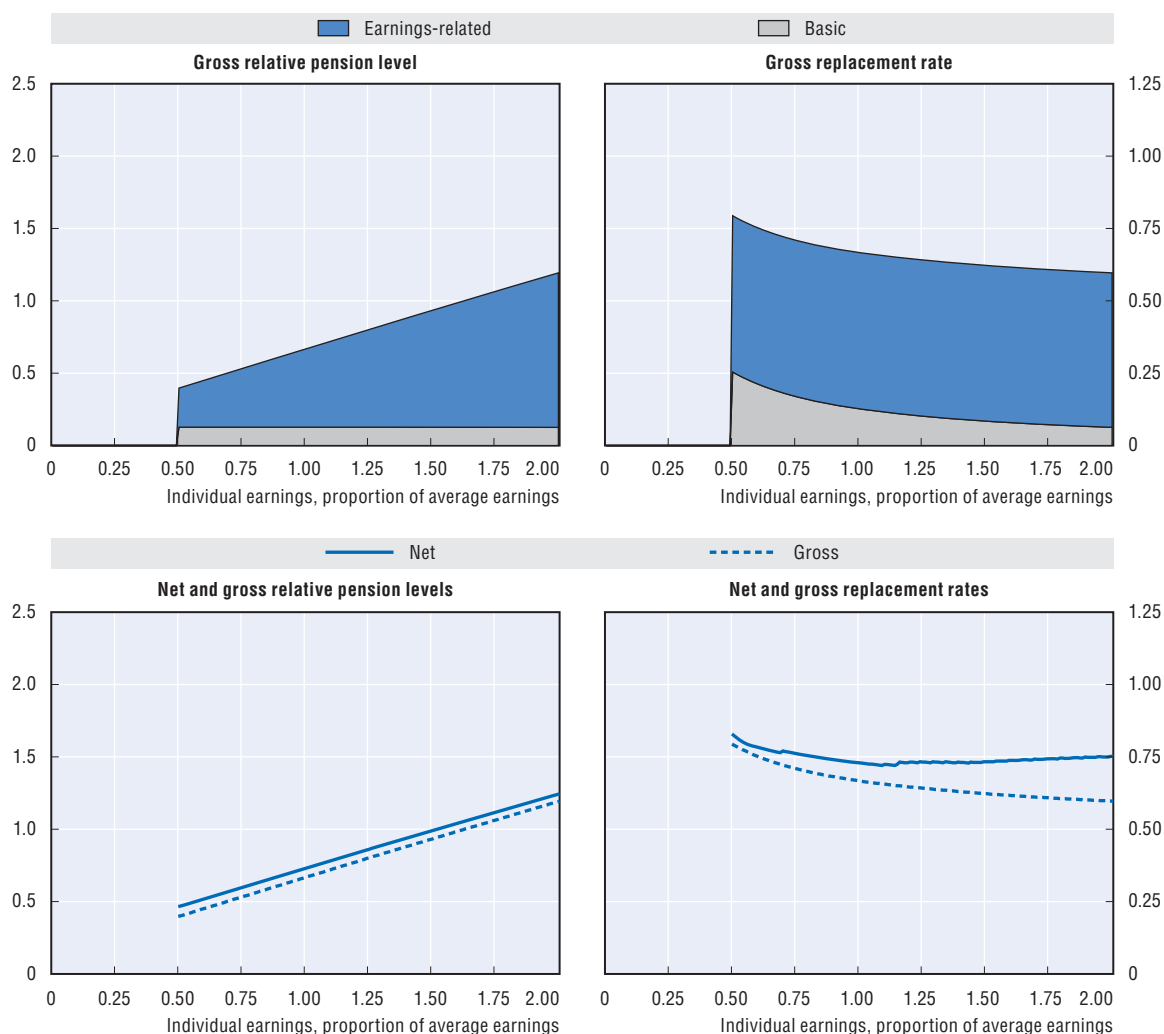 Earnings-related Basic
Gross relative pension level Gross replacement rate
2.5 1.25
2.0 1.00
1.5 0.75
1.0 0.50
0.5 0.25
0 0
0 0.25 0.50 0.75 1.00 1.25 1.50 1.75 2.00 0 0.25 0.50 0.75 1.00 1.25 1.50 1.75 2.00
Individual earnings, proportion of average earnings Individual earnings, proportion of average earnings
Net Gross
Net and gross relative pension levels Net and gross replacement rates
2.5 1.25
2.0 1.00
1.5 0.75
1.0 0.50
0.5 0.25
0 0
0 0.25 0.50 0.75 1.00 1.25 1.50 1.75 2.00 0 0.25 0.50 0.75 1.00 1.25 1.50 1.75 2.00
Individual earnings, proportion of average earnings Individual earnings, proportion of average earnings